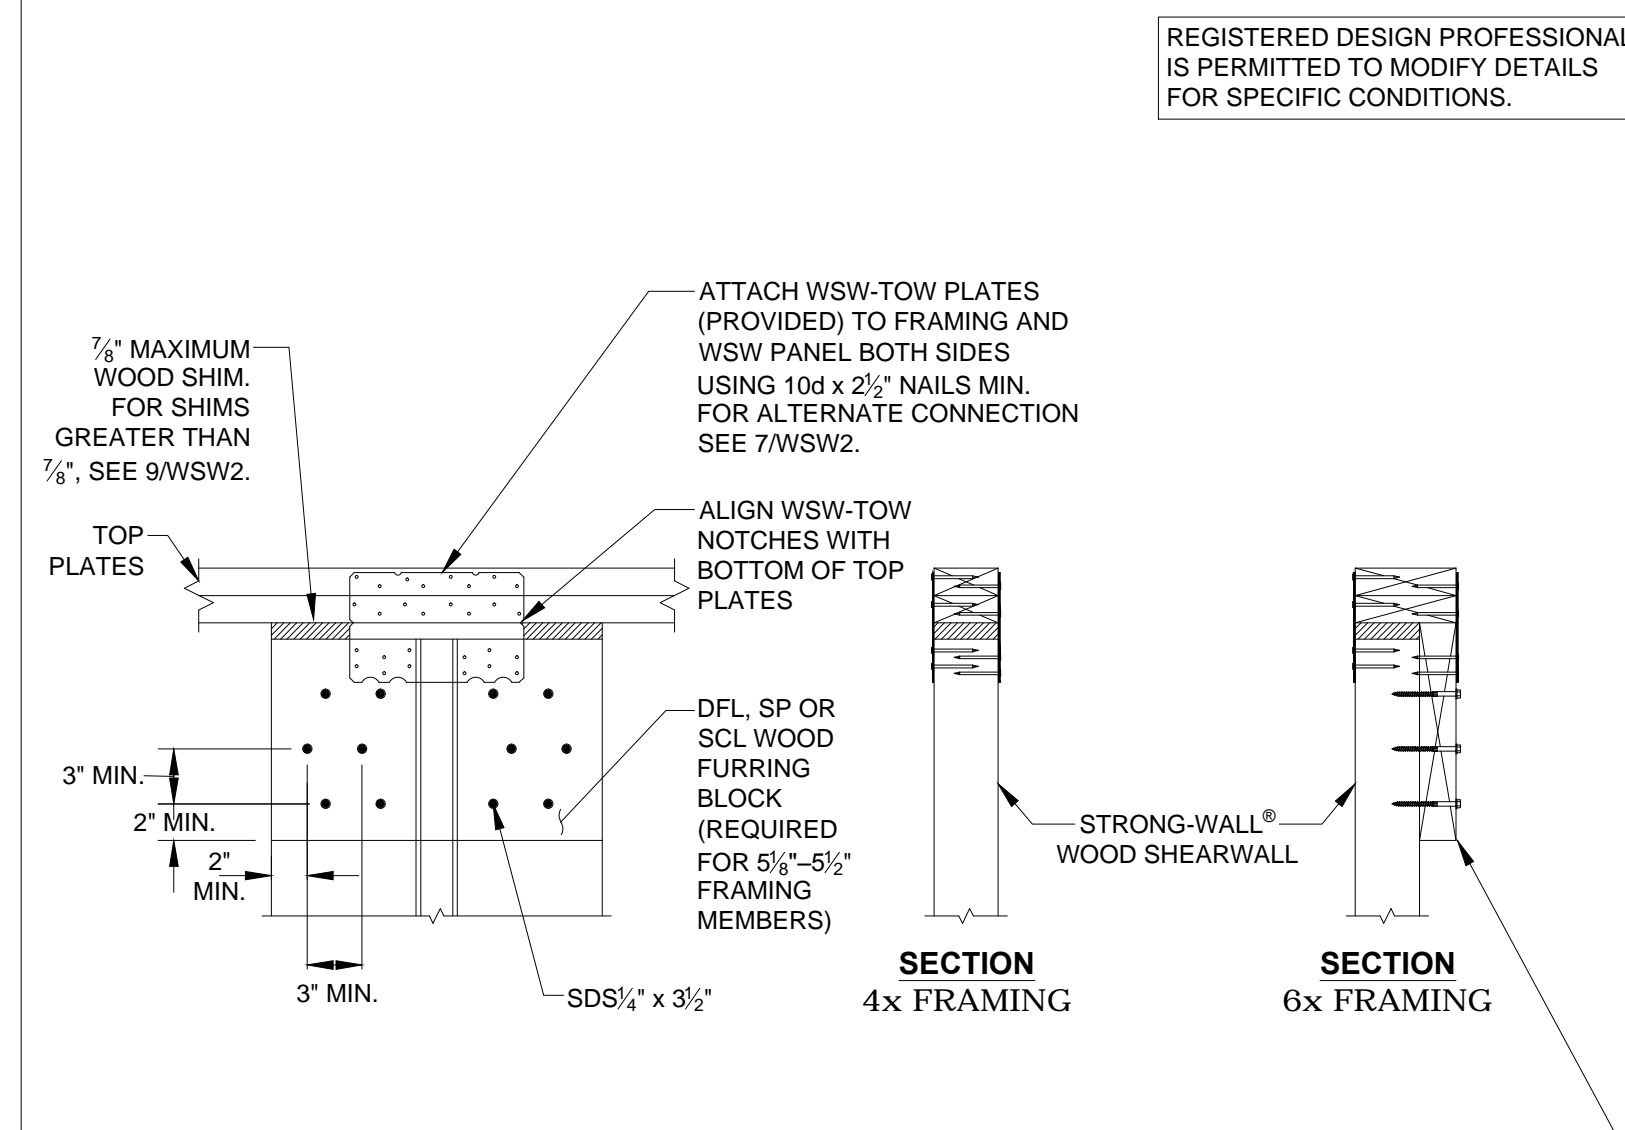 REGISTERED DESIGN PROFESSIONAL
IS PERMITTED TO MODIFY DETAILS
FOR SPECIFIC CONDITIONS.
ATTACH WSW-TOW PLATES
(PROVIDED) TO FRAMING AND
WSW PANEL BOTH SIDES
USING 10d x 2½" NAILS MIN.
FOR ALTERNATE CONNECTION
SEE 7/WSW2.
⅞" MAXIMUM
WOOD SHIM.
FOR SHIMS
GREATER THAN
⅞", SEE 9/WSW2.
TOP
PLATES
ALIGN WSW-TOW
NOTCHES WITH
BOTTOM OF TOP
PLATES
DFL, SP OR
SCL WOOD
FURRING
BLOCK
(REQUIRED
FOR 5⅛"–5½"
FRAMING
MEMBERS)
3" MIN.
2" MIN.
2"
MIN.
3" MIN.
SDS¼" x 3½"
STRONG-WALL®
WOOD SHEARWALL
SECTION
4x FRAMING
SECTION
6x FRAMING